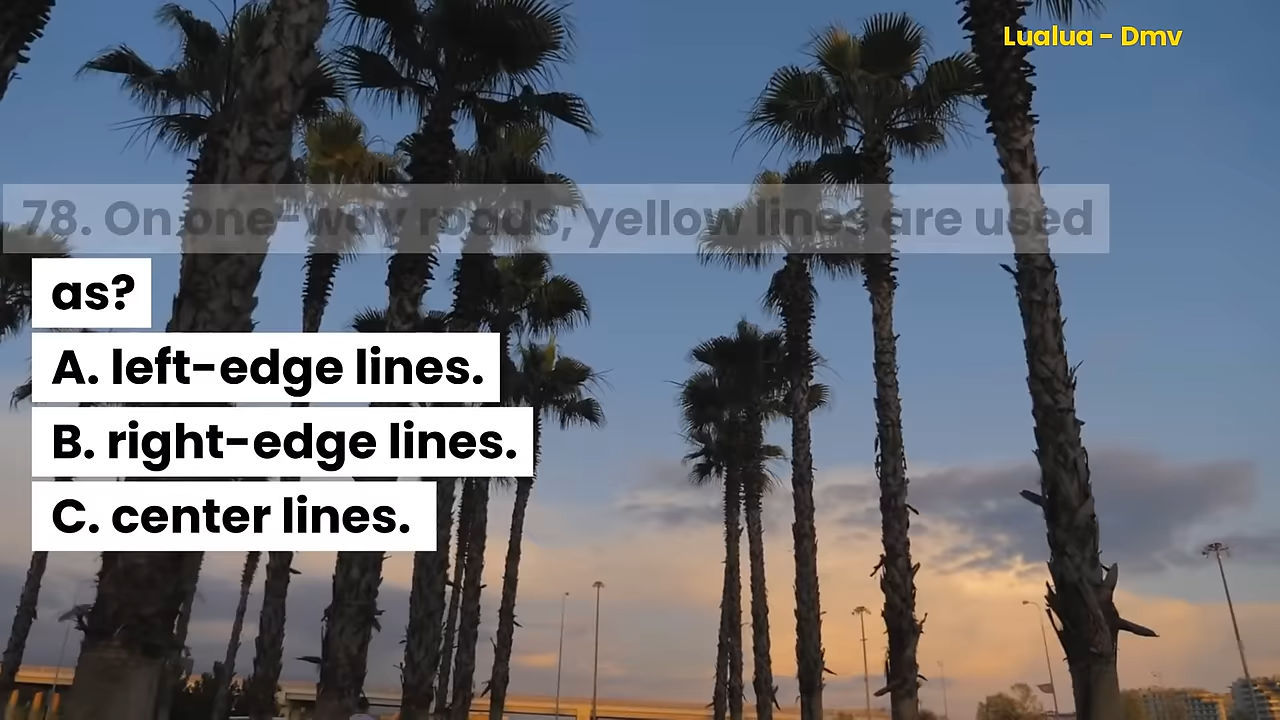 Lualua - Dmv
78. On one-way roads, yellow lines are used
as?
A. left-edge lines.
B. right-edge lines.
C. center lines.